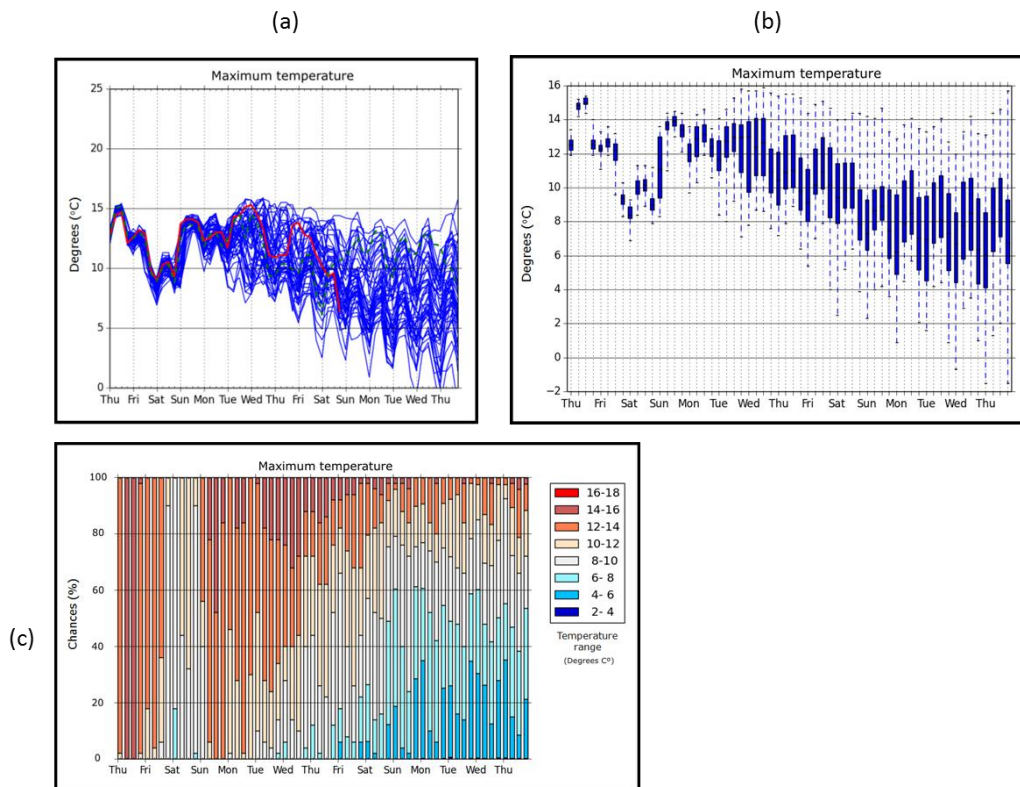 (a)
Maximum temperature
Degrees (°C)
25
20
15
10
5
0
Thu Fri Sat Sun Mon Tue Wed Thu Fri Sat Sun Mon Tue Wed Thu
(b)
Maximum temperature
Degrees (°C)
16
14
12
10
8
6
4
2
0
−2
Thu Fri Sat Sun Mon Tue Wed Thu Fri Sat Sun Mon Tue Wed Thu
(c)
Maximum temperature
Chances (%)
100
80
60
40
20
0
Thu Fri Sat Sun Mon Tue Wed Thu Fri Sat Sun Mon Tue Wed Thu
16-18
14-16
12-14
10-12
8-10
6- 8
4- 6
2- 4
Temperature
range
(Degrees Cº)